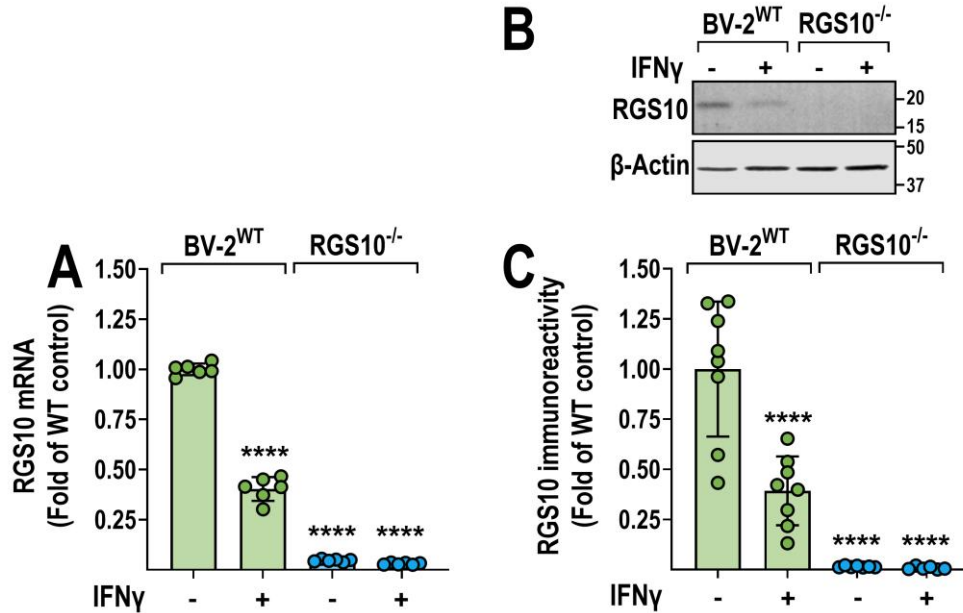 B
BV-2WT RGS10-/-
IFNγ - + - +
RGS10
20
15
β-Actin
50
37
A
BV-2WT RGS10-/-
RGS10 mRNA
(Fold of WT control)
1.50
1.25
1.00
0.75
0.50
0.25
****
**** ****
IFNγ - + - +
C
BV-2WT RGS10-/-
RGS10 immunoreactivity
(Fold of WT control)
1.50
1.25
1.00
0.75
0.50
0.25
****
**** ****
IFNγ - + - +